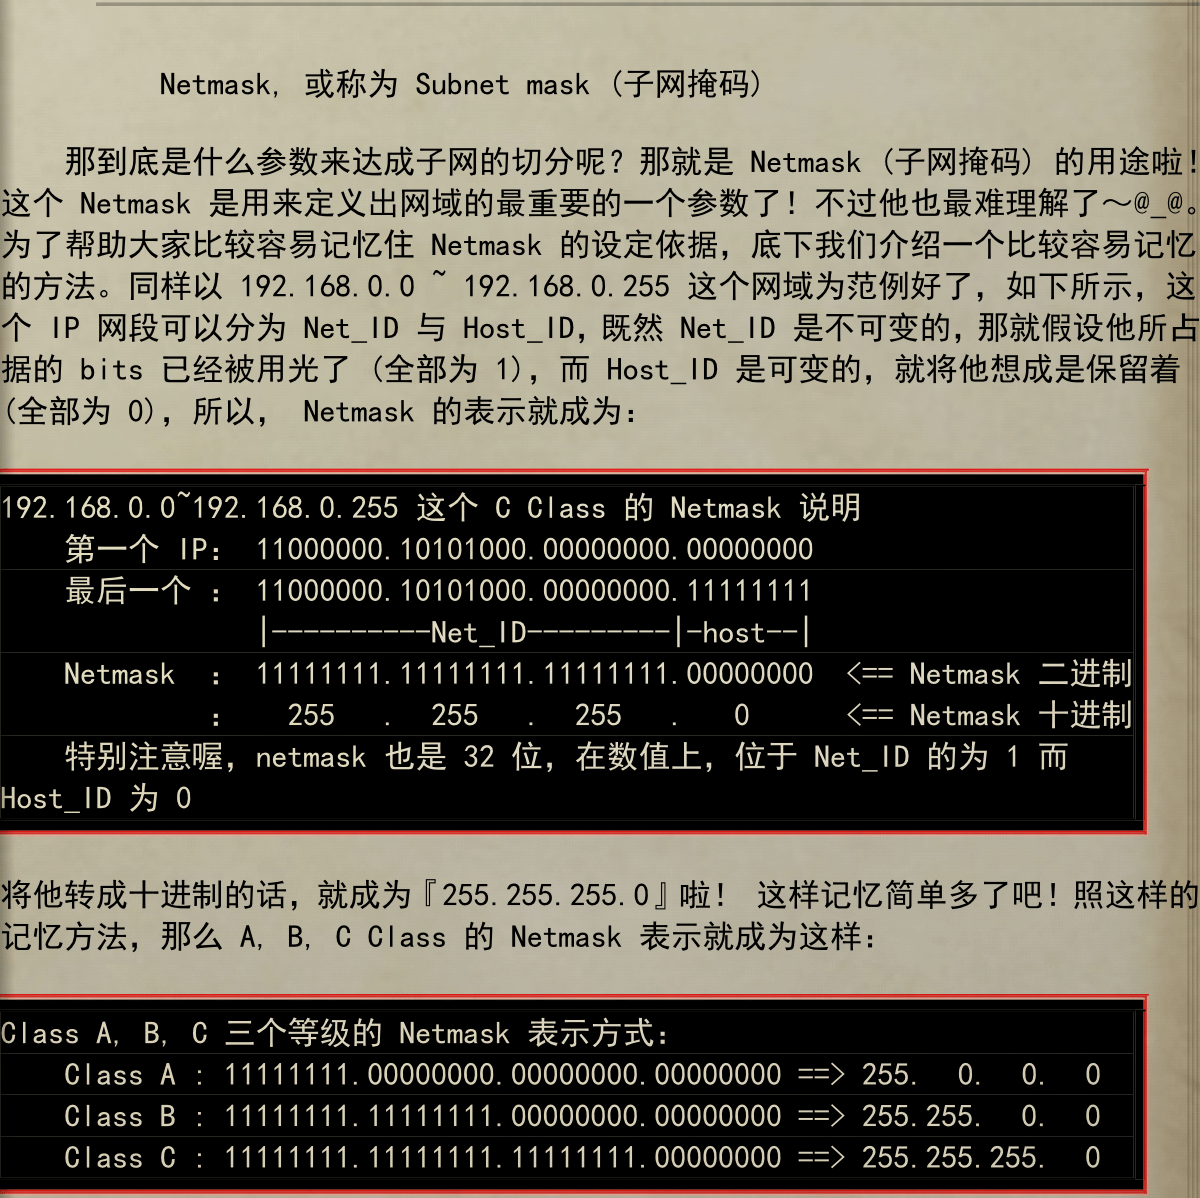 Netmask, 或称为 Subnet mask (子网掩码)
那到底是什么参数来达成子网的切分呢？那就是 Netmask (子网掩码) 的用途啦！
这个 Netmask 是用来定义出网域的最重要的一个参数了！不过他也最难理解了～@_@。
为了帮助大家比较容易记忆住 Netmask 的设定依据，底下我们介绍一个比较容易记忆
的方法。同样以 192.168.0.0 ~ 192.168.0.255 这个网域为范例好了，如下所示，这
个 IP 网段可以分为 Net_ID 与 Host_ID，既然 Net_ID 是不可变的，那就假设他所占
据的 bits 已经被用光了 (全部为 1)，而 Host_ID 是可变的，就将他想成是保留着
(全部为 0)，所以， Netmask 的表示就成为：
192.168.0.0~192.168.0.255 这个 C Class 的 Netmask 说明
第一个 IP： 11000000.10101000.00000000.00000000
最后一个 ： 11000000.10101000.00000000.11111111
|----------Net_ID---------|-host--|
Netmask ： 11111111.11111111.11111111.00000000 <== Netmask 二进制
： 255 . 255 . 255 . 0 <== Netmask 十进制
特别注意喔，netmask 也是 32 位，在数值上，位于 Net_ID 的为 1 而
Host_ID 为 0
将他转成十进制的话，就成为『255.255.255.0』啦！ 这样记忆简单多了吧！照这样的
记忆方法，那么 A, B, C Class 的 Netmask 表示就成为这样：
Class A, B, C 三个等级的 Netmask 表示方式：
Class A : 11111111.00000000.00000000.00000000 ==> 255. 0. 0. 0
Class B : 11111111.11111111.00000000.00000000 ==> 255.255. 0. 0
Class C : 11111111.11111111.11111111.00000000 ==> 255.255.255. 0